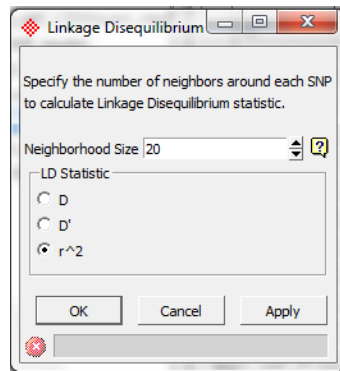 Linkage Disequilibrium
Specify the number of neighbors around each SNP
to calculate Linkage Disequilibrium statistic.
Neighborhood Size 20
LD Statistic
D
D'
r^2
OK Cancel Apply